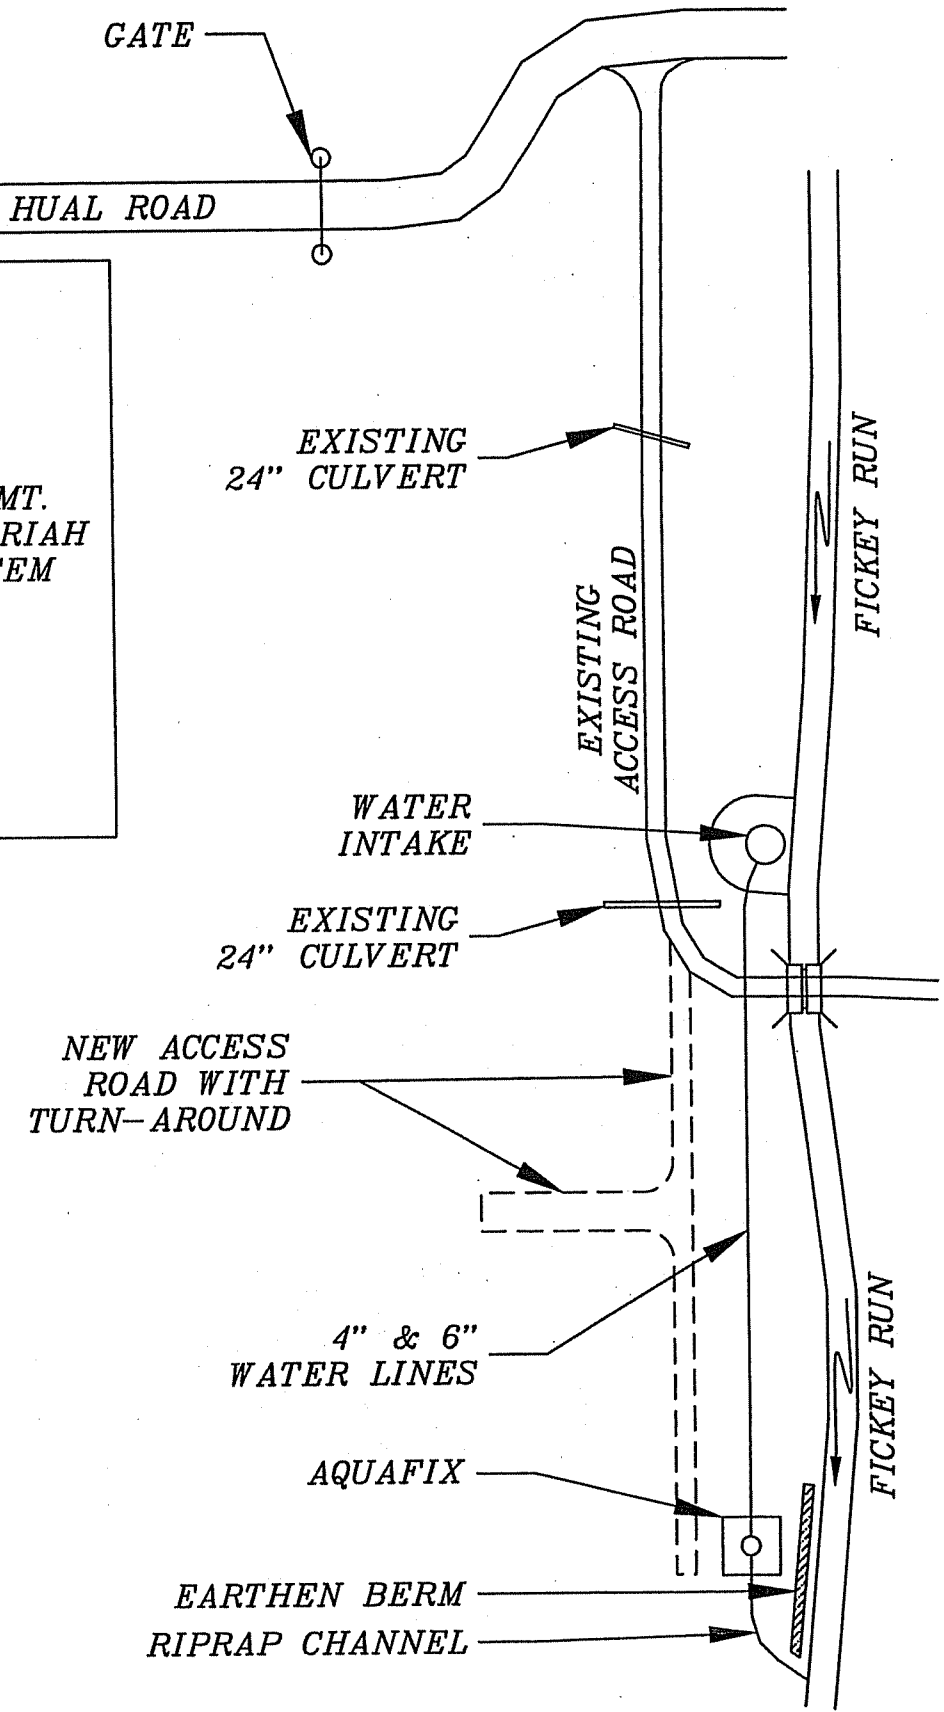 GATE
HUAL ROAD
EXISTING
24" CULVERT
MT.
RIAH
TEM
FICKEY RUN
EXISTING
ACCESS ROAD
WATER
INTAKE
EXISTING
24" CULVERT
NEW ACCESS
ROAD WITH
TURN-AROUND
4" & 6"
WATER LINES
FICKEY RUN
AQUAFIX
EARTHEN BERM
RIPRAP CHANNEL